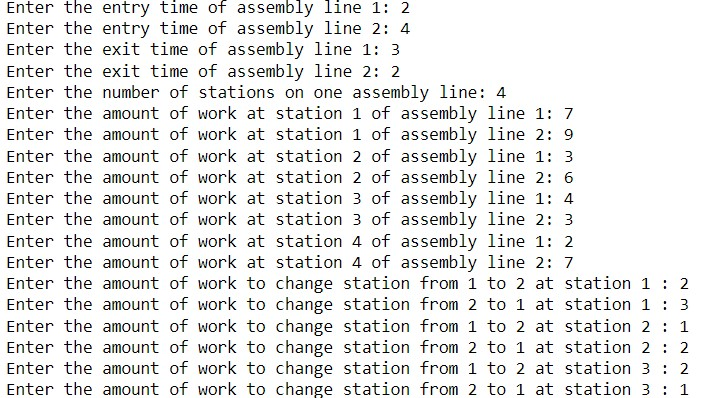 Enter the entry time of assembly line 1: 2
Enter the entry time of assembly line 2: 4
Enter the exit time of assembly line 1: 3
Enter the exit time of assembly line 2: 2
Enter the number of stations on one assembly line: 4
Enter the amount of work at station 1 of assembly line 1: 7
Enter the amount of work at station 1 of assembly line 2: 9
Enter the amount of work at station 2 of assembly line 1: 3
Enter the amount of work at station 2 of assembly line 2: 6
Enter the amount of work at station 3 of assembly line 1: 4
Enter the amount of work at station 3 of assembly line 2: 3
Enter the amount of work at station 4 of assembly line 1: 2
Enter the amount of work at station 4 of assembly line 2: 7
Enter the amount of work to change station from 1 to 2 at station 1 : 2
Enter the amount of work to change station from 2 to 1 at station 1 : 3
Enter the amount of work to change station from 1 to 2 at station 2 : 1
Enter the amount of work to change station from 2 to 1 at station 2 : 2
Enter the amount of work to change station from 1 to 2 at station 3 : 2
Enter the amount of work to change station from 2 to 1 at station 3 : 1